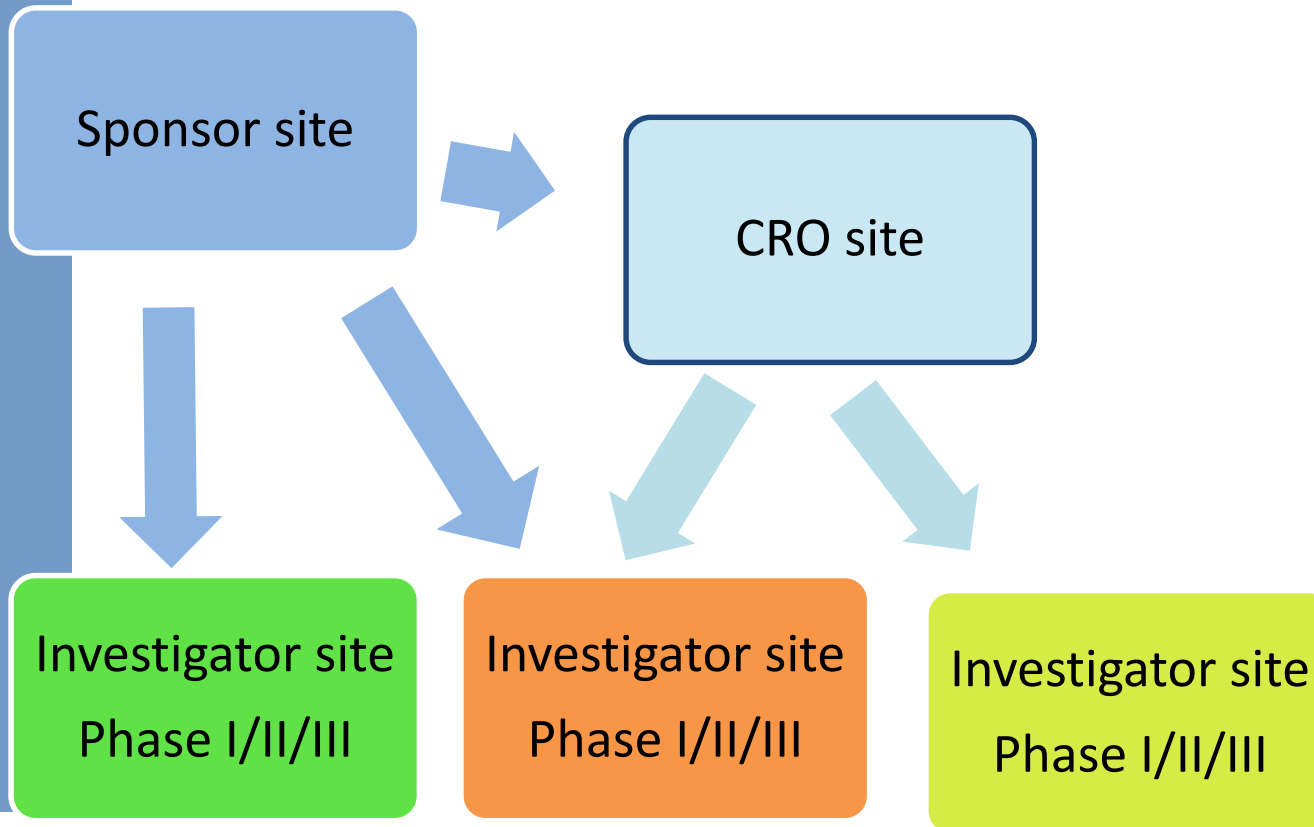 Sponsor site
CRO site
Investigator site
Phase I/II/III
Investigator site
Phase I/II/III
Investigator site
Phase I/II/III